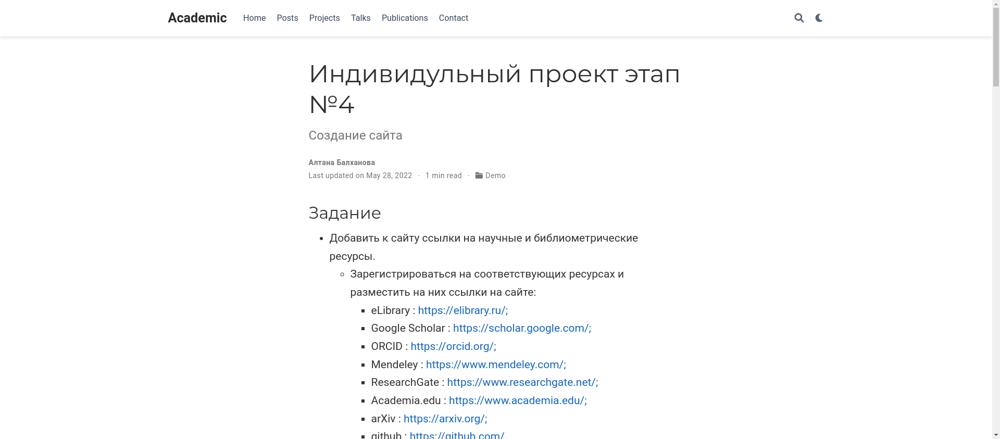 Academic Home Posts Projects Talks Publications Contact
Индивидульный проект этап
№4
Создание сайта
Алтана Балханова
Last updated on May 28, 2022 · 1 min read · Demo
Задание
Добавить к сайту ссылки на научные и библиометрические
ресурсы.
Зарегистрироваться на соответствующих ресурсах и
разместить на них ссылки на сайте:
eLibrary : https://elibrary.ru/;
Google Scholar : https://scholar.google.com/;
ORCID : https://orcid.org/;
Mendeley : https://www.mendeley.com/;
ResearchGate : https://www.researchgate.net/;
Academia.edu : https://www.academia.edu/;
arXiv : https://arxiv.org/;
github : https://github.com/